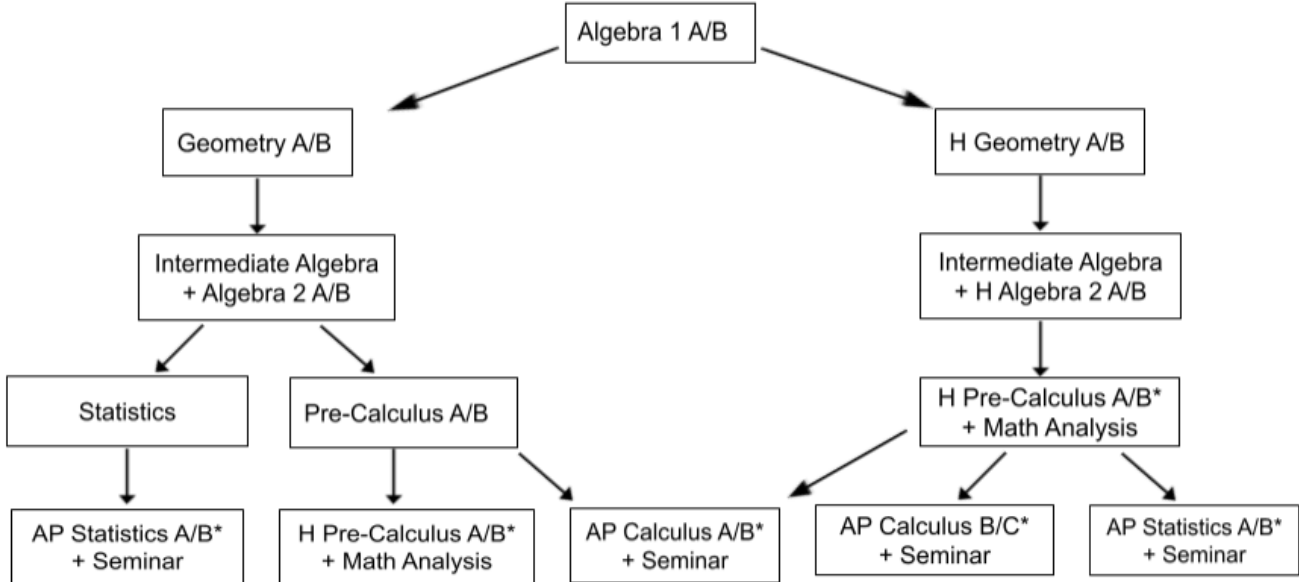 Algebra 1 A/B
Geometry A/B
H Geometry A/B
Intermediate Algebra
+ Algebra 2 A/B
Intermediate Algebra
+ H Algebra 2 A/B
Statistics
Pre-Calculus A/B
H Pre-Calculus A/B*
+ Math Analysis
AP Statistics A/B*
+ Seminar
H Pre-Calculus A/B*
+ Math Analysis
AP Calculus A/B*
+ Seminar
AP Calculus B/C*
+ Seminar
AP Statistics A/B*
+ Seminar